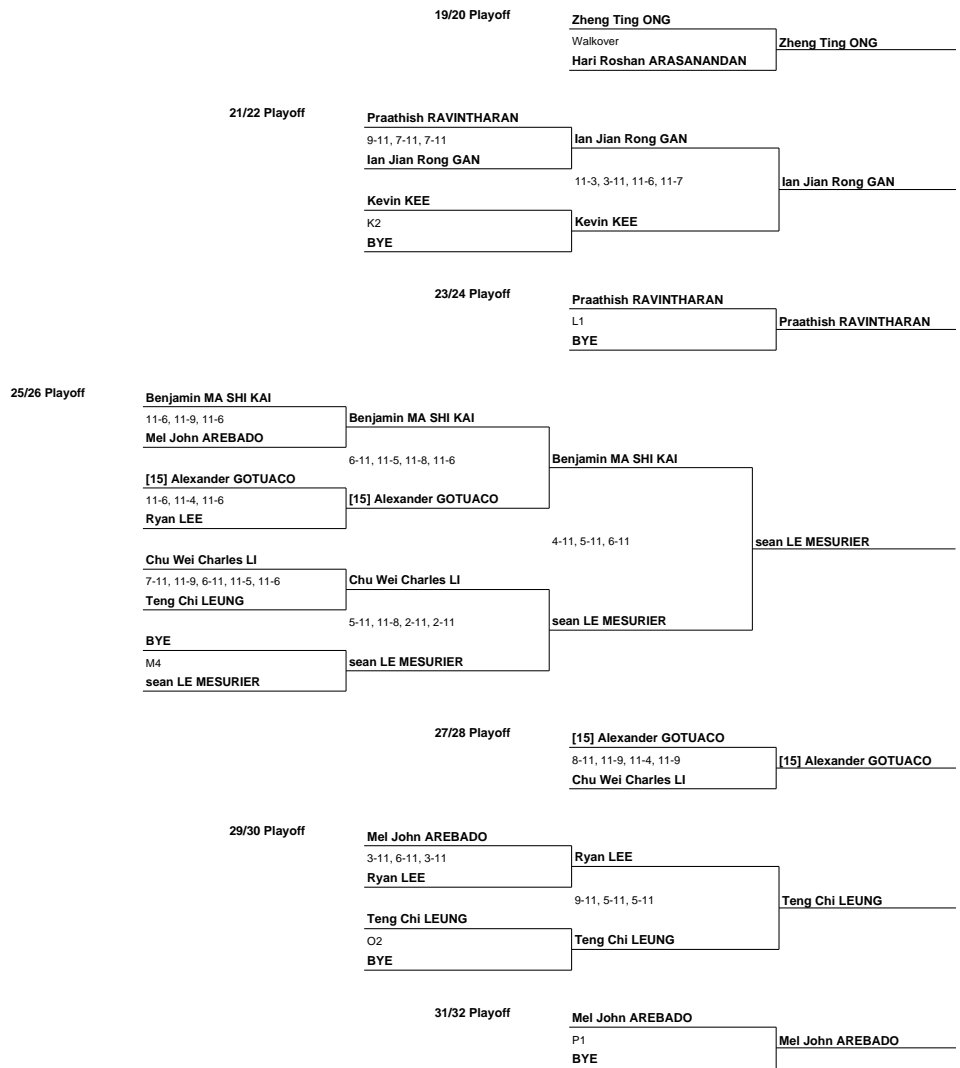 19/20 Playoff
Zheng Ting ONG
Walkover
Zheng Ting ONG
Hari Roshan ARASANANDAN
21/22 Playoff
Praathish RAVINTHARAN
9-11, 7-11, 7-11
Ian Jian Rong GAN
Ian Jian Rong GAN
11-3, 3-11, 11-6, 11-7
Ian Jian Rong GAN
Kevin KEE
K2
Kevin KEE
BYE
23/24 Playoff
Praathish RAVINTHARAN
L1
Praathish RAVINTHARAN
BYE
25/26 Playoff
Benjamin MA SHI KAI
11-6, 11-9, 11-6
Benjamin MA SHI KAI
Mel John AREBADO
6-11, 11-5, 11-8, 11-6
Benjamin MA SHI KAI
[15] Alexander GOTUACO
11-6, 11-4, 11-6
[15] Alexander GOTUACO
Ryan LEE
4-11, 5-11, 6-11
sean LE MESURIER
Chu Wei Charles LI
7-11, 11-9, 6-11, 11-5, 11-6
Chu Wei Charles LI
Teng Chi LEUNG
5-11, 11-8, 2-11, 2-11
sean LE MESURIER
BYE
M4
sean LE MESURIER
sean LE MESURIER
27/28 Playoff
[15] Alexander GOTUACO
8-11, 11-9, 11-4, 11-9
[15] Alexander GOTUACO
Chu Wei Charles LI
29/30 Playoff
Mel John AREBADO
3-11, 6-11, 3-11
Ryan LEE
Ryan LEE
9-11, 5-11, 5-11
Teng Chi LEUNG
Teng Chi LEUNG
O2
Teng Chi LEUNG
BYE
31/32 Playoff
Mel John AREBADO
P1
Mel John AREBADO
BYE